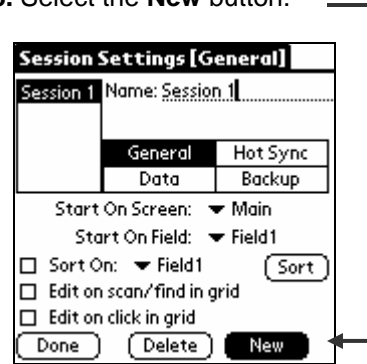 Select the New button.
Session Settings [General]
Session 1 Name: Session 1
General Hot Sync
Data Backup
Start On Screen: Main
Start On Field: Field1
Sort On: Field1 Sort
Edit on scan/find in grid
Edit on click in grid
Done Delete New